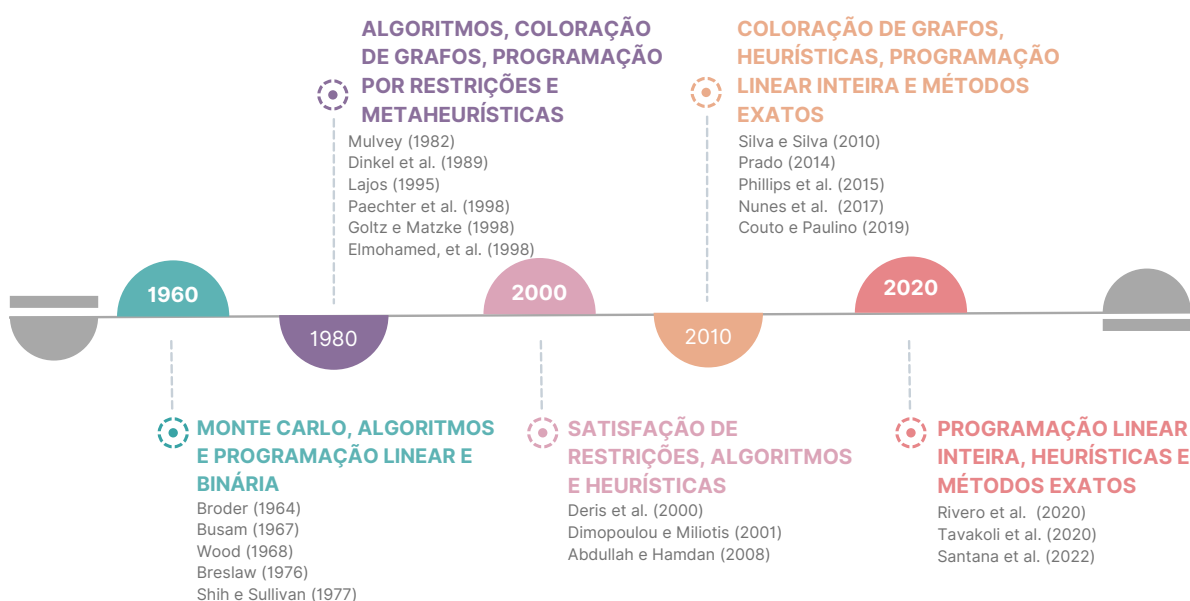 ALGORITMOS, COLORAÇÃO
DE GRAFOS, PROGRAMAÇÃO
POR RESTRIÇÕES E
METAHEURÍSTICAS
Mulvey (1982)
Dinkel et al. (1989)
Lajos (1995)
Paechter et al. (1998)
Goltz e Matzke (1998)
Elmohamed, et al. (1998)
COLORAÇÃO DE GRAFOS,
HEURÍSTICAS, PROGRAMAÇÃO
LINEAR INTEIRA E MÉTODOS
EXATOS
Silva e Silva (2010)
Prado (2014)
Phillips et al. (2015)
Nunes et al.  (2017)
Couto e Paulino (2019)
1960
1980
2000
2010
2020
MONTE CARLO, ALGORITMOS
E PROGRAMAÇÃO LINEAR E
BINÁRIA
Broder (1964)
Busam (1967)
Wood (1968)
Breslaw (1976)
Shih e Sullivan (1977)
SATISFAÇÃO DE
RESTRIÇÕES, ALGORITMOS
E HEURÍSTICAS
Deris et al. (2000)
Dimopoulou e Miliotis (2001)
Abdullah e Hamdan (2008)
PROGRAMAÇÃO LINEAR
INTEIRA, HEURÍSTICAS E
MÉTODOS EXATOS
Rivero et al.  (2020)
Tavakoli et al. (2020)
Santana et al. (2022)